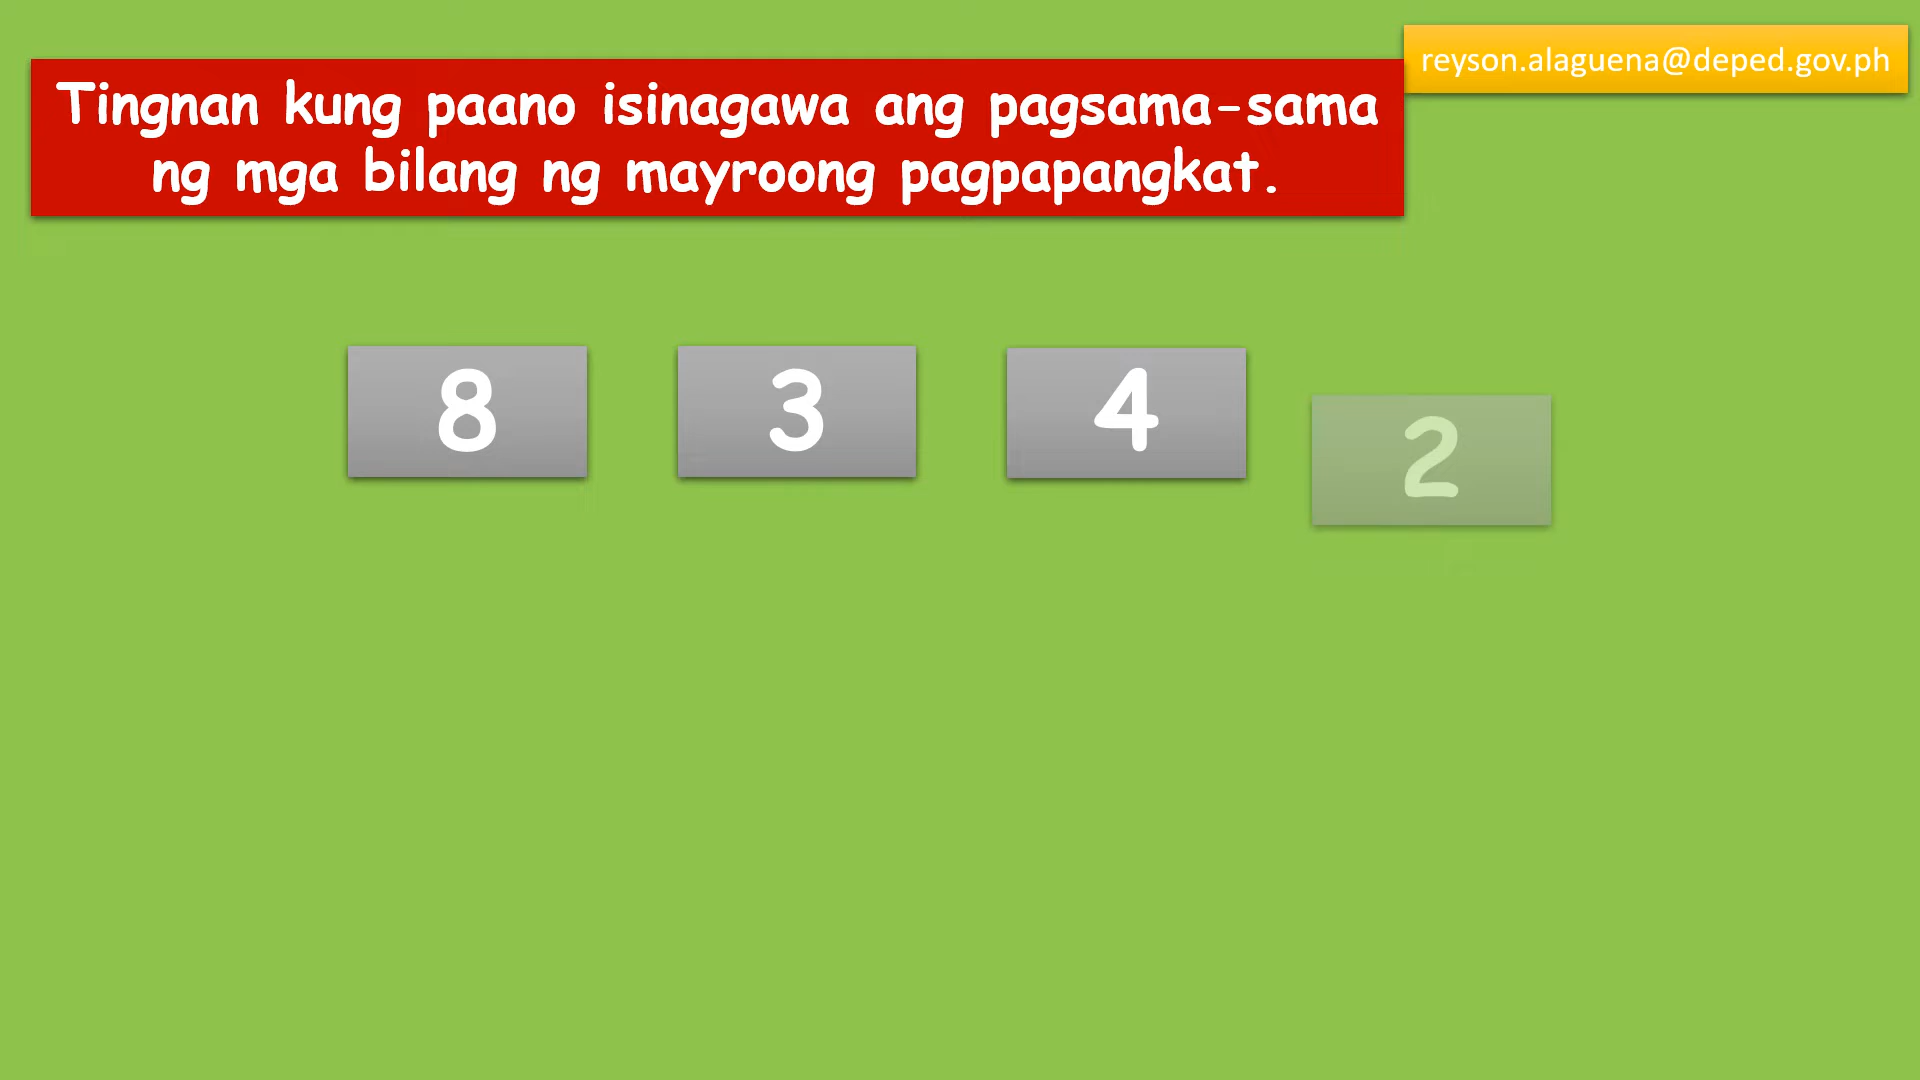 reyson.alaguena@deped.gov.ph
Tingnan kung paano isinagawa ang pagsama-sama
ng mga bilang ng mayroong pagpapangkat.
8 3 4 2